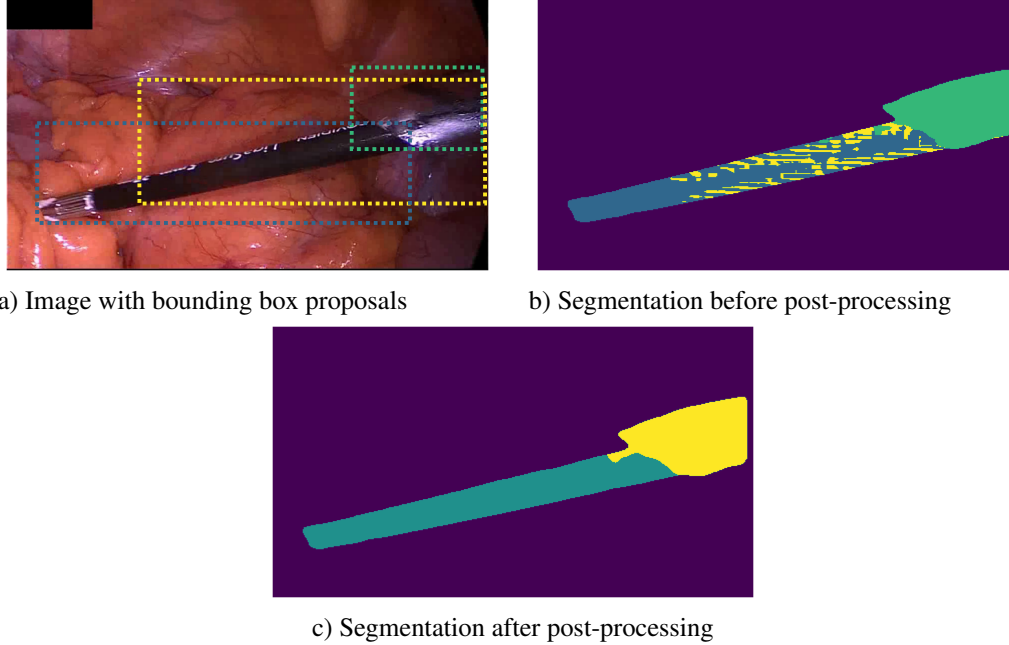 a) Image with bounding box proposals
b) Segmentation before post-processing
c) Segmentation after post-processing